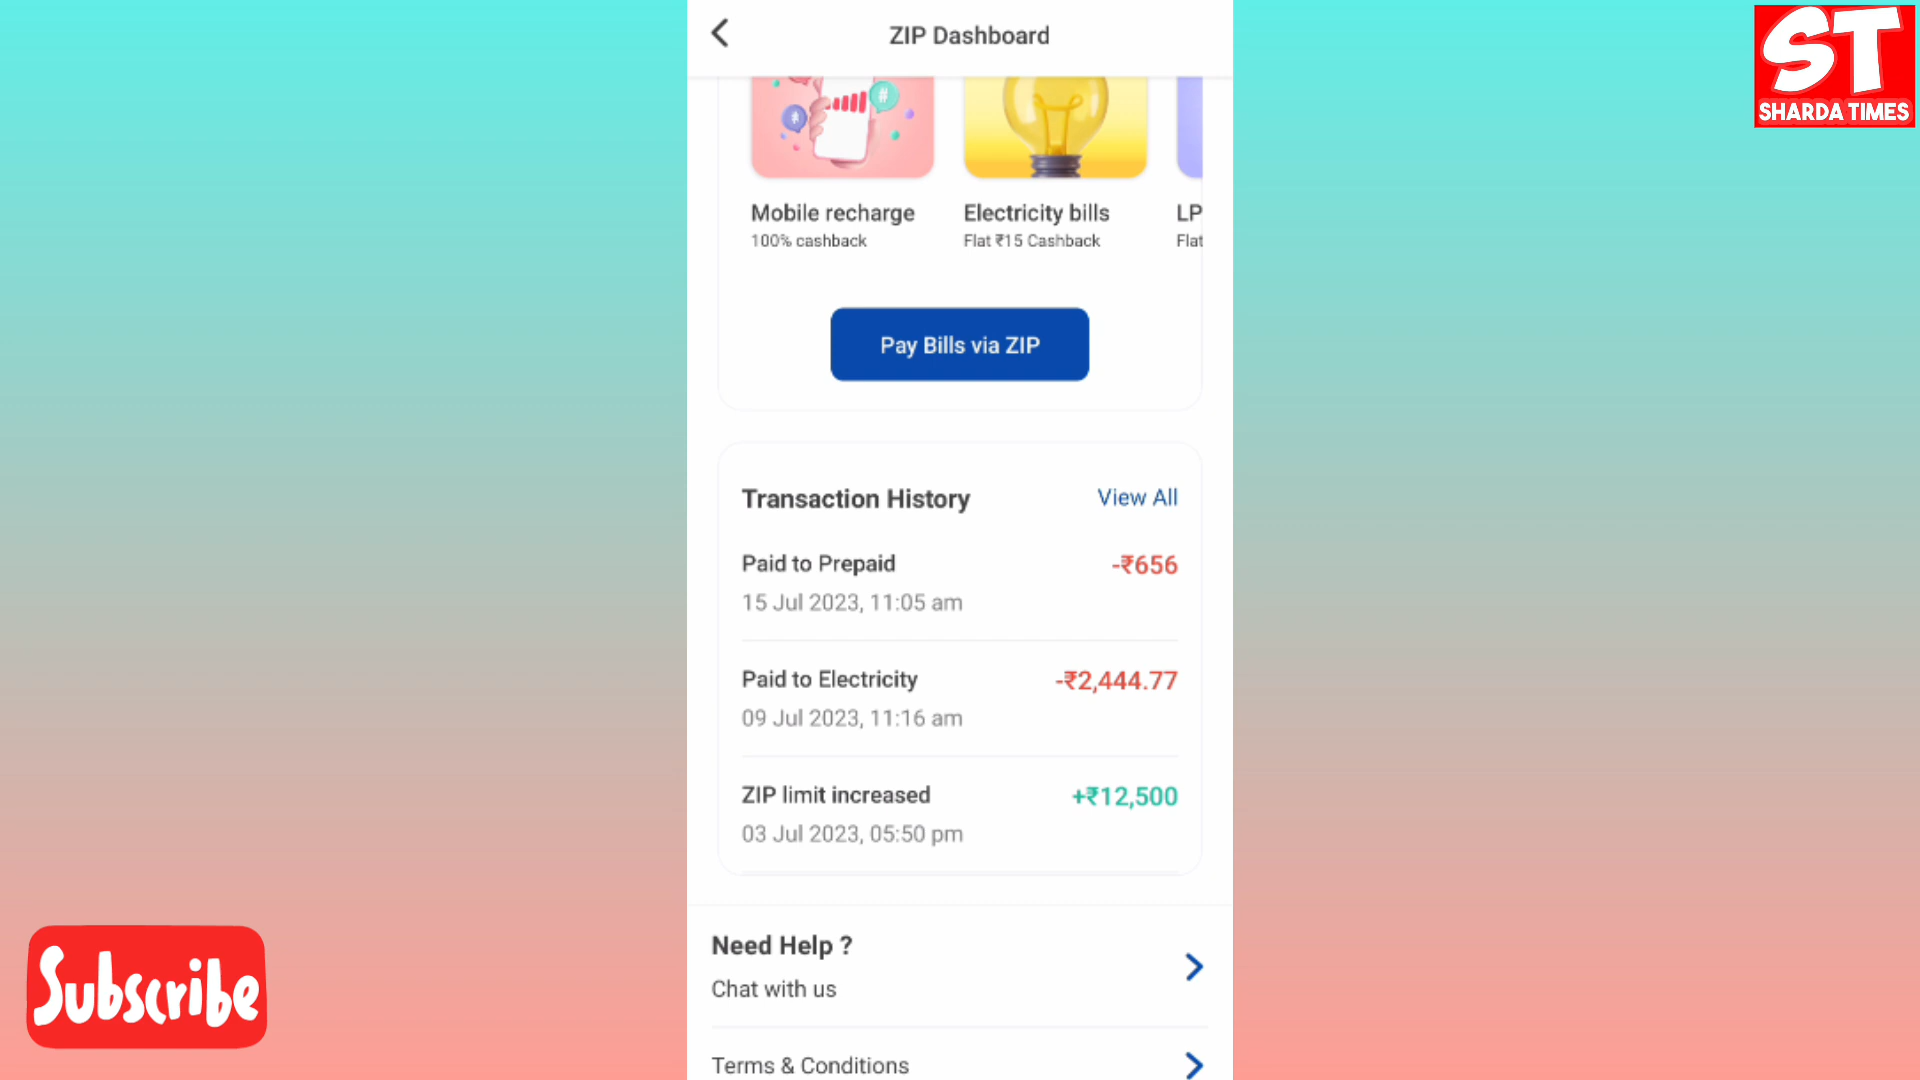 ZIP Dashboard
ST
SHARDA TIMES
#
#
Mobile recharge
100% cashback
Electricity bills
Flat ₹15 Cashback
LP
Flat
Pay Bills via ZIP
Transaction History
View All
Paid to Prepaid
-₹656
15 Jul 2023, 11:05 am
Paid to Electricity
-₹2,444.77
09 Jul 2023, 11:16 am
ZIP limit increased
+₹12,500
03 Jul 2023, 05:50 pm
Need Help ?
Chat with us
Terms & Conditions
Subscribe